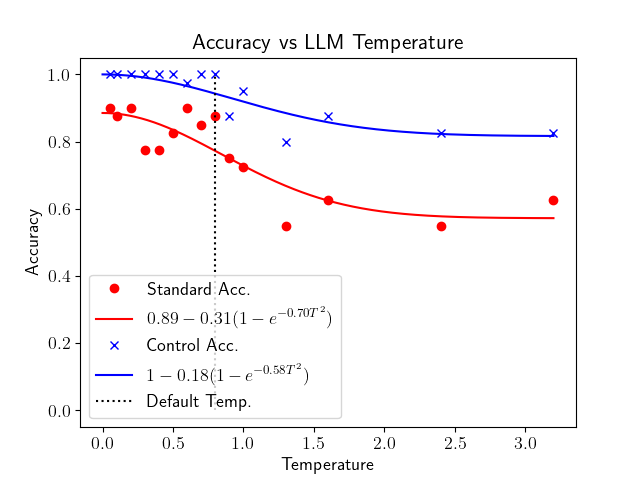 Accuracy vs LLM Temperature
Accuracy
1.0
0.8
0.6
0.4
0.2
0.0
Standard Acc.
0.89 − 0.31(1 − e^{−0.70T^2})
Control Acc.
1 − 0.18(1 − e^{−0.58T^2})
Default Temp.
0.0 0.5 1.0 1.5 2.0 2.5 3.0
Temperature